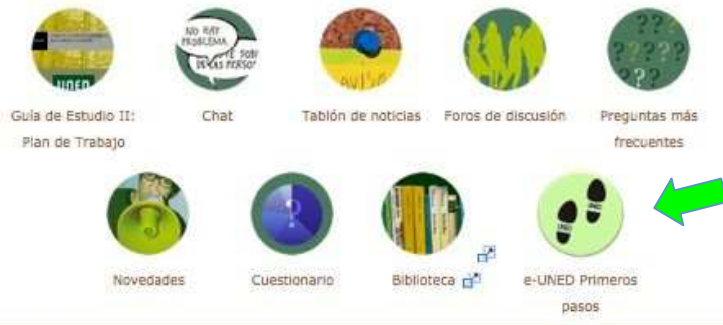 NO HAY
PROBLEMA
UNED
Guía de Estudio II:
Plan de Trabajo
Chat
Tablón de noticias
Foros de discusión
Preguntas más
frecuentes
Novedades
Cuestionario
Biblioteca
e-UNED Primeros
pasos